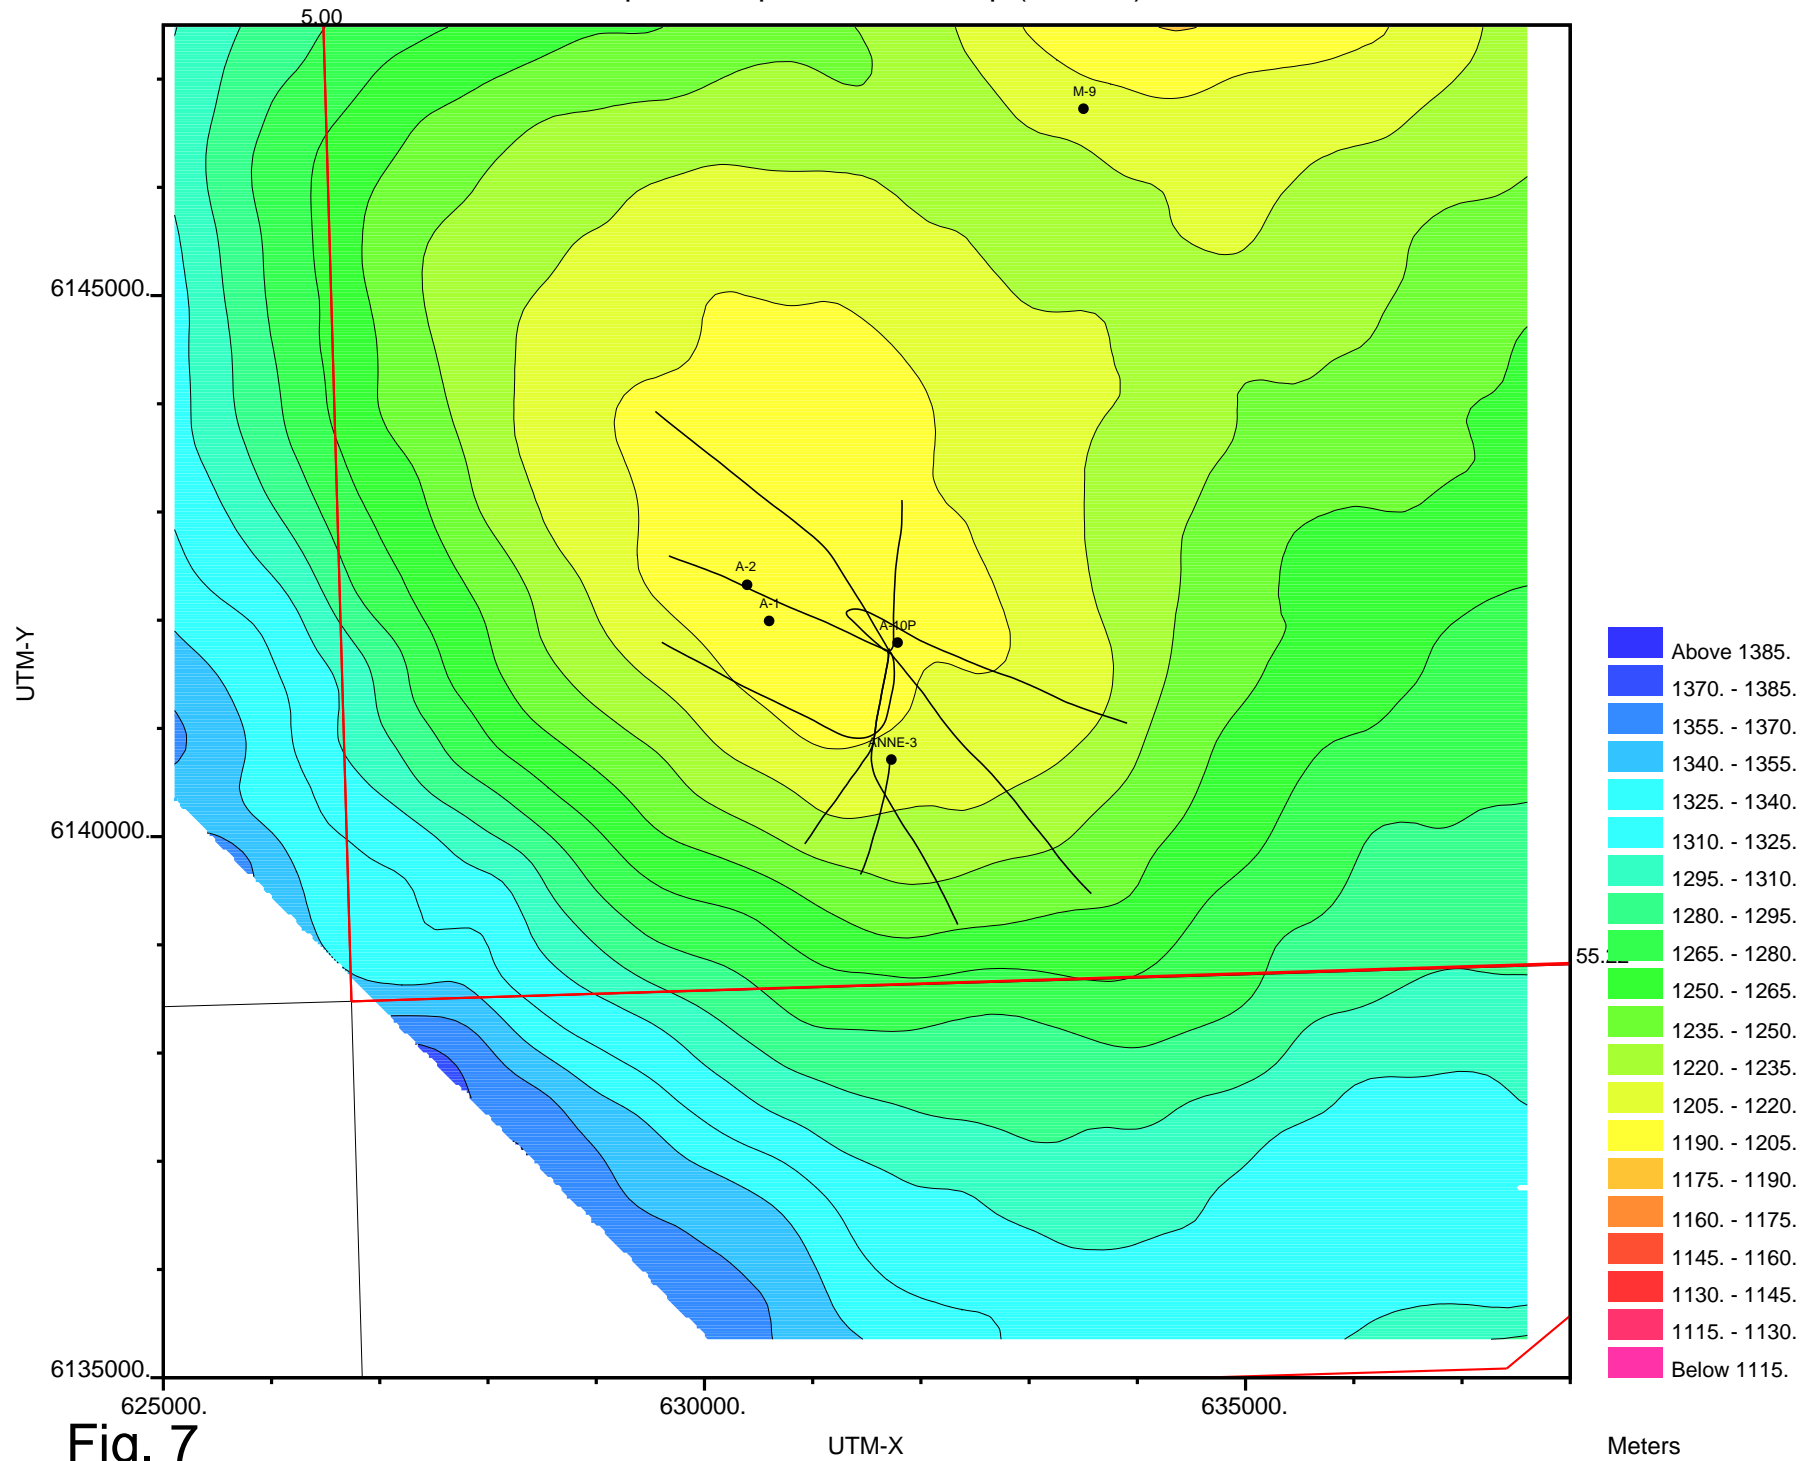 5.00
M-9
6145000.
A-2
A-1
A-10P
UTM-Y
ANNE-3
6140000.
6135000.
625000.
630000.
635000.
UTM-X
Fig. 7
Above 1385.
1370. - 1385.
1355. - 1370.
1340. - 1355.
1325. - 1340.
1310. - 1325.
1295. - 1310.
1280. - 1295.
1265. - 1280.
1250. - 1265.
1235. - 1250.
1220. - 1235.
1205. - 1220.
1190. - 1205.
1175. - 1190.
1160. - 1175.
1145. - 1160.
1130. - 1145.
1115. - 1130.
Below 1115.
Meters